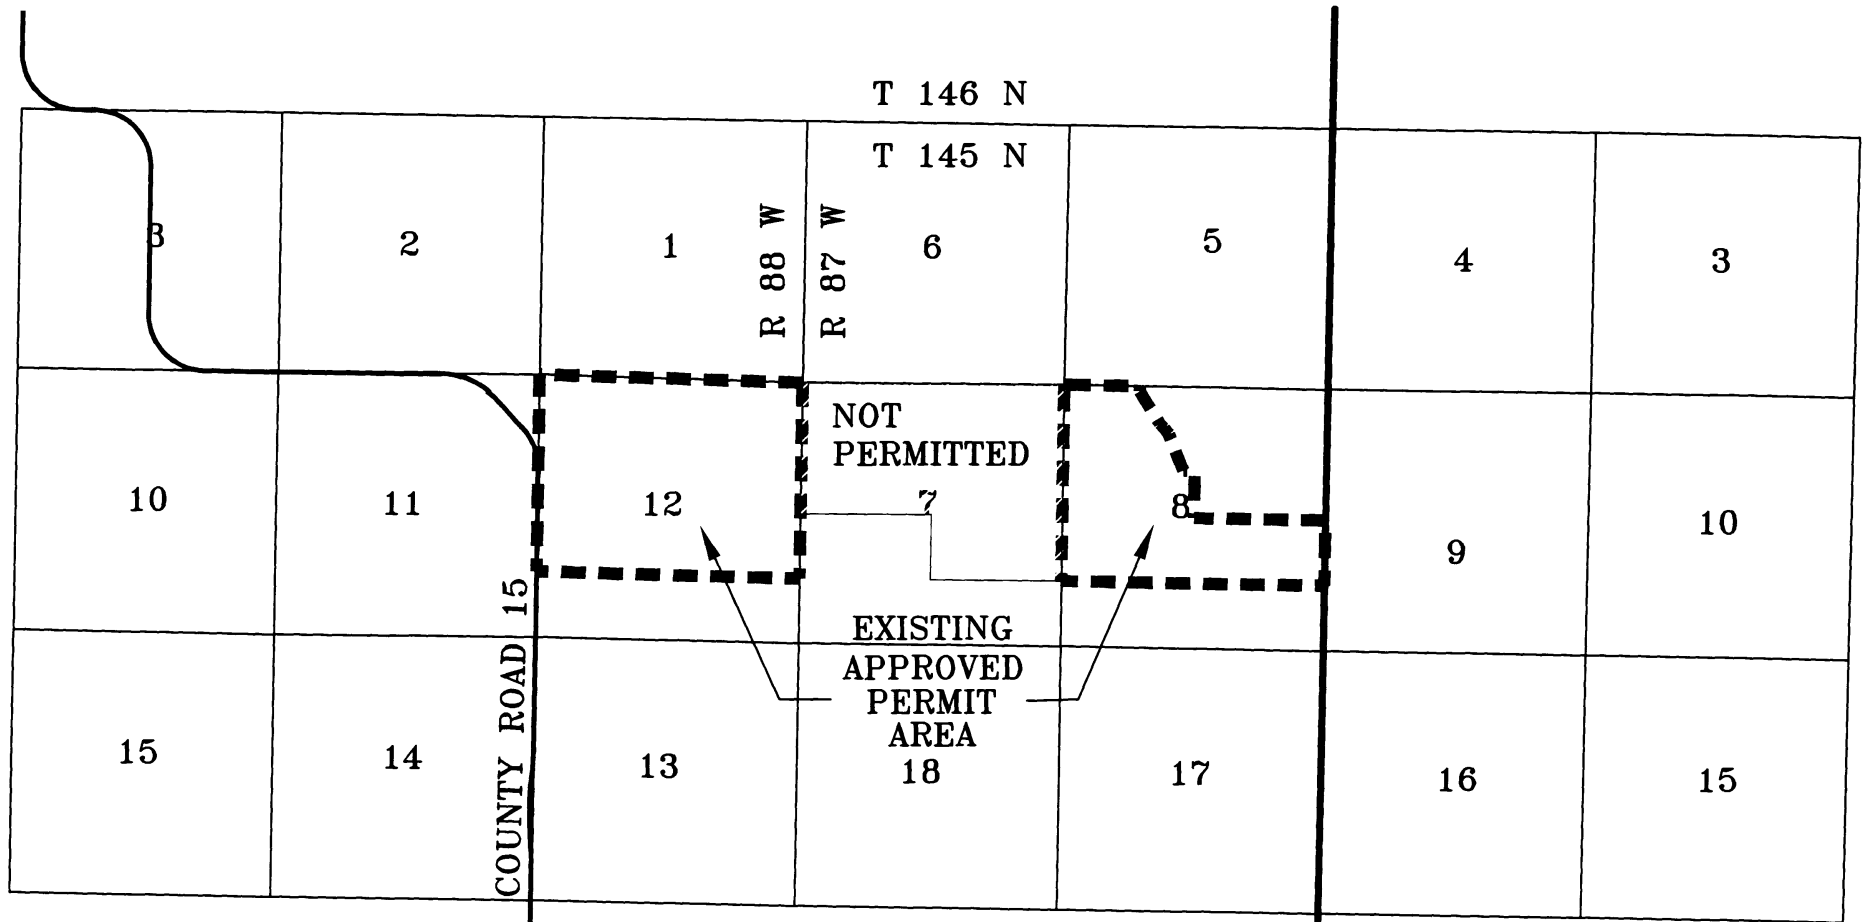 T 146 N
T 145 N
R 88 W
R 87 W
3
2
1
6
5
4
3
NOT
PERMITTED
10
11
12
7
8
9
10
COUNTY ROAD 15
EXISTING
APPROVED
PERMIT
AREA
15
14
13
18
17
16
15